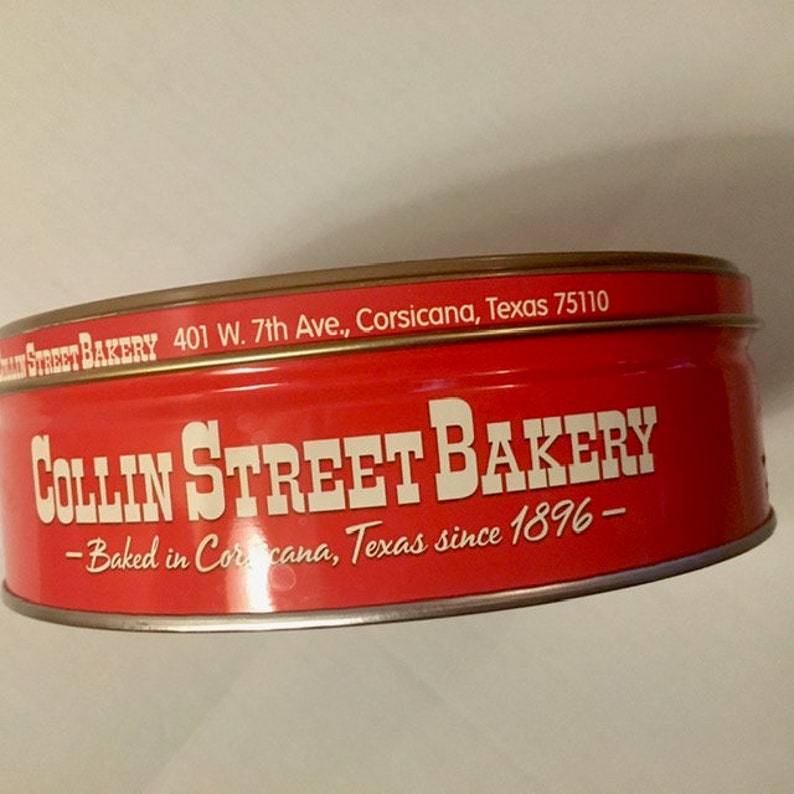 COLLIN STREET BAKERY 401 W. 7th Ave., Corsicana, Texas 75110
COLLIN STREET BAKERY
- Baked in Corsicana, Texas since 1896 -